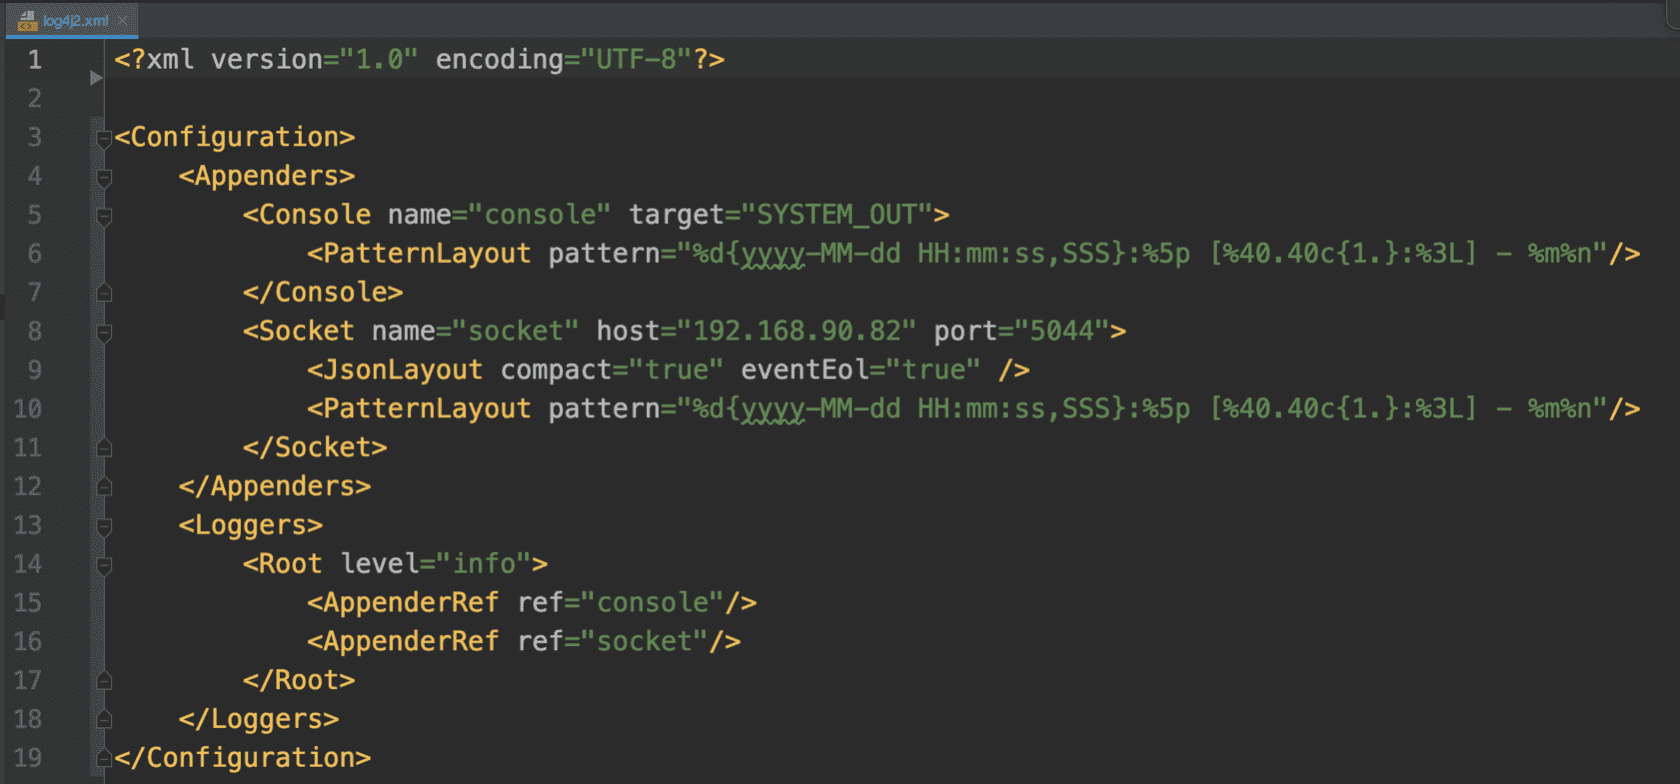 log4j2.xml
1 <?xml version="1.0" encoding="UTF-8"?>
2
3 <Configuration>
4     <Appenders>
5         <Console name="console" target="SYSTEM_OUT">
6             <PatternLayout pattern="%d{yyyy-MM-dd HH:mm:ss,SSS}:%5p [%40.40c{1.}:%3L] - %m%n"/>
7         </Console>
8         <Socket name="socket" host="192.168.90.82" port="5044">
9             <JsonLayout compact="true" eventEol="true" />
10             <PatternLayout pattern="%d{yyyy-MM-dd HH:mm:ss,SSS}:%5p [%40.40c{1.}:%3L] - %m%n"/>
11         </Socket>
12     </Appenders>
13     <Loggers>
14         <Root level="info">
15             <AppenderRef ref="console"/>
16             <AppenderRef ref="socket"/>
17         </Root>
18     </Loggers>
19 </Configuration>